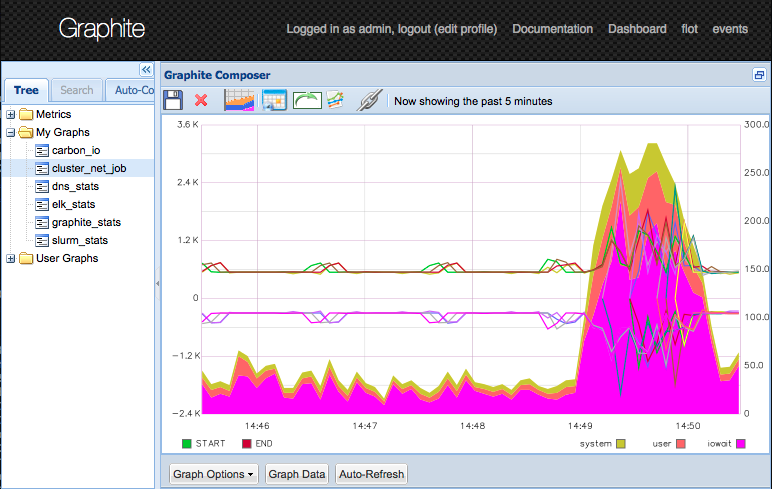 Graphite
Logged in as admin, logout (edit profile) Documentation Dashboard flot events
Graphite Composer
Tree Search Auto-Co
Now showing the past 5 minutes
Metrics
My Graphs
carbon_io
cluster_net_job
dns_stats
elk_stats
graphite_stats
slurm_stats
User Graphs
3.6 K 300.0
2.4 K 250.0
200.0
1.2 K
150.0
0
100.0
-1.2 K
50.0
-2.4 K 0
14:46 14:47 14:48 14:49 14:50
START END system user iowait
Graph Options Graph Data Auto-Refresh